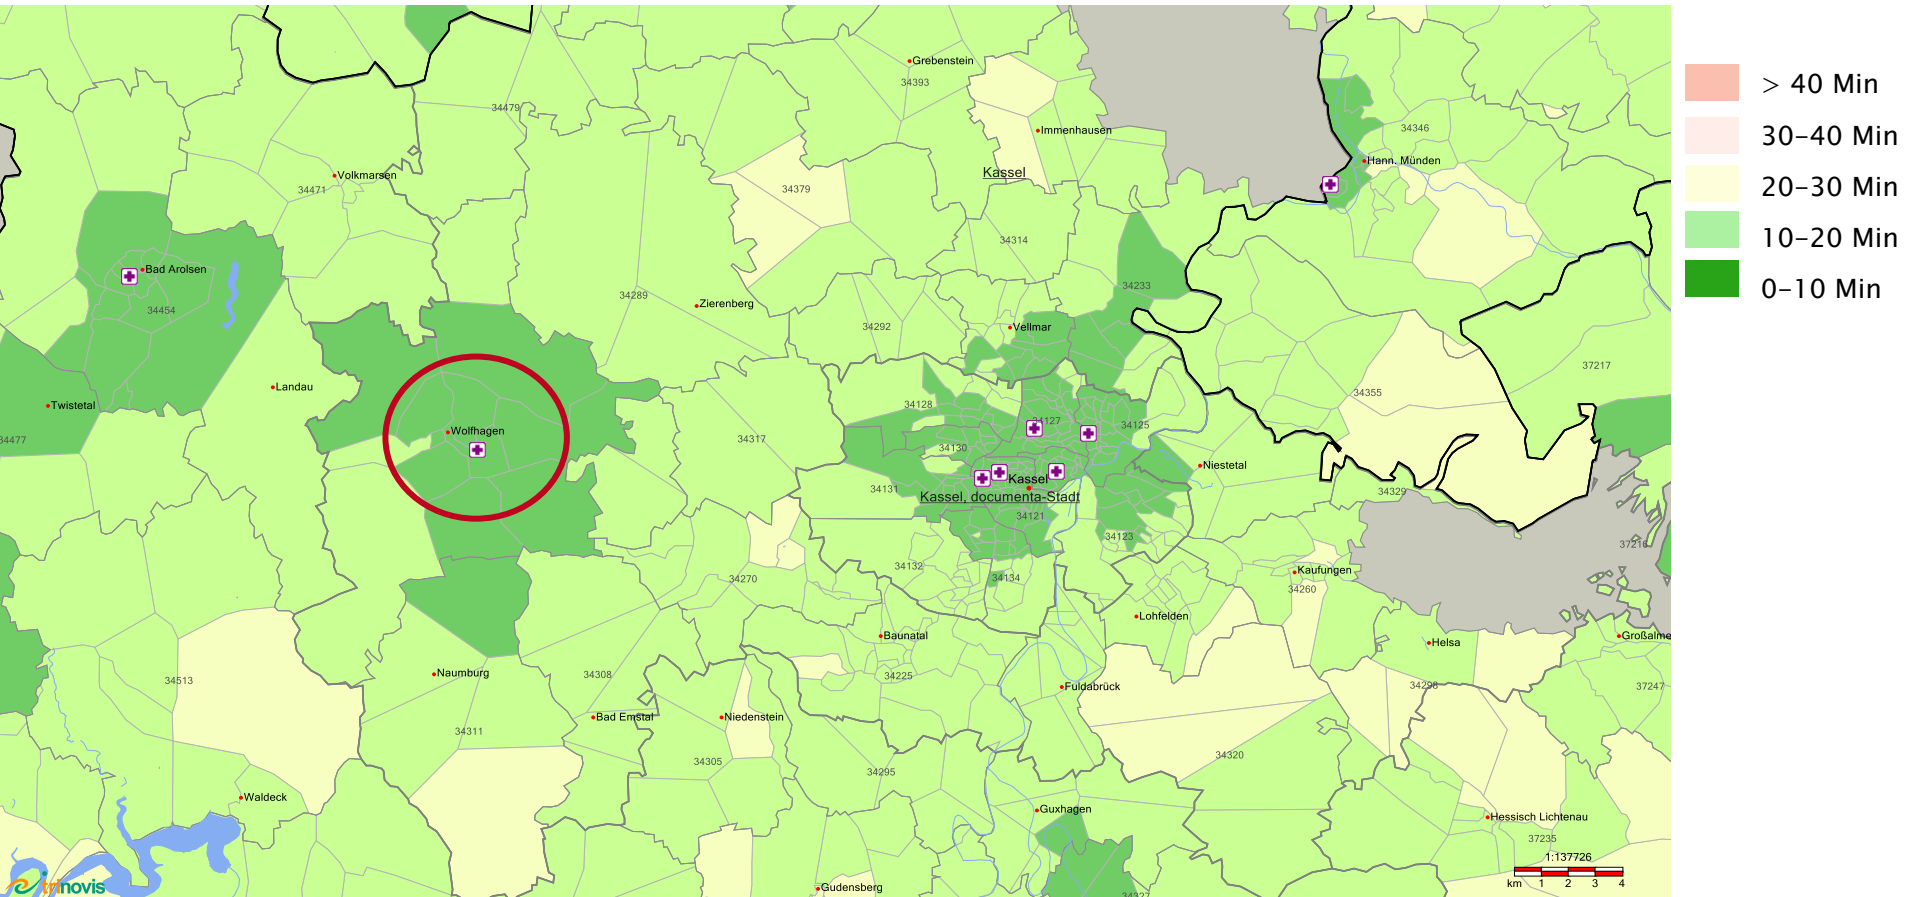 Grebenstein
34393
34479
Immenhausen
34346
Hann. Münden
Kassel
Volkmarsen
34471
34379
34314
Bad Arolsen
34454
34233
34289
Zierenberg
34292
Vellmar
37217
Landau
34355
Twistetal
34128
34127
34125
34477
Wolfhagen
34317
34130
Niestetal
Kassel
34131
Kassel, documenta-Stadt
34329
34121
34123
37216
34132
34134
34270
Kaufungen
34260
Lohfelden
Baunatal
Helsa
Großalme
Naumburg
34513
34308
34225
Fuldabrück
34298
37247
Bad Emstal
Niedenstein
34311
34305
34295
34320
Waldeck
Guxhagen
Hessisch Lichtenau
37235
1:137726
km 1 2 3 4
trinovis
Gudensberg
34327
> 40 Min
30-40 Min
20-30 Min
10-20 Min
0-10 Min